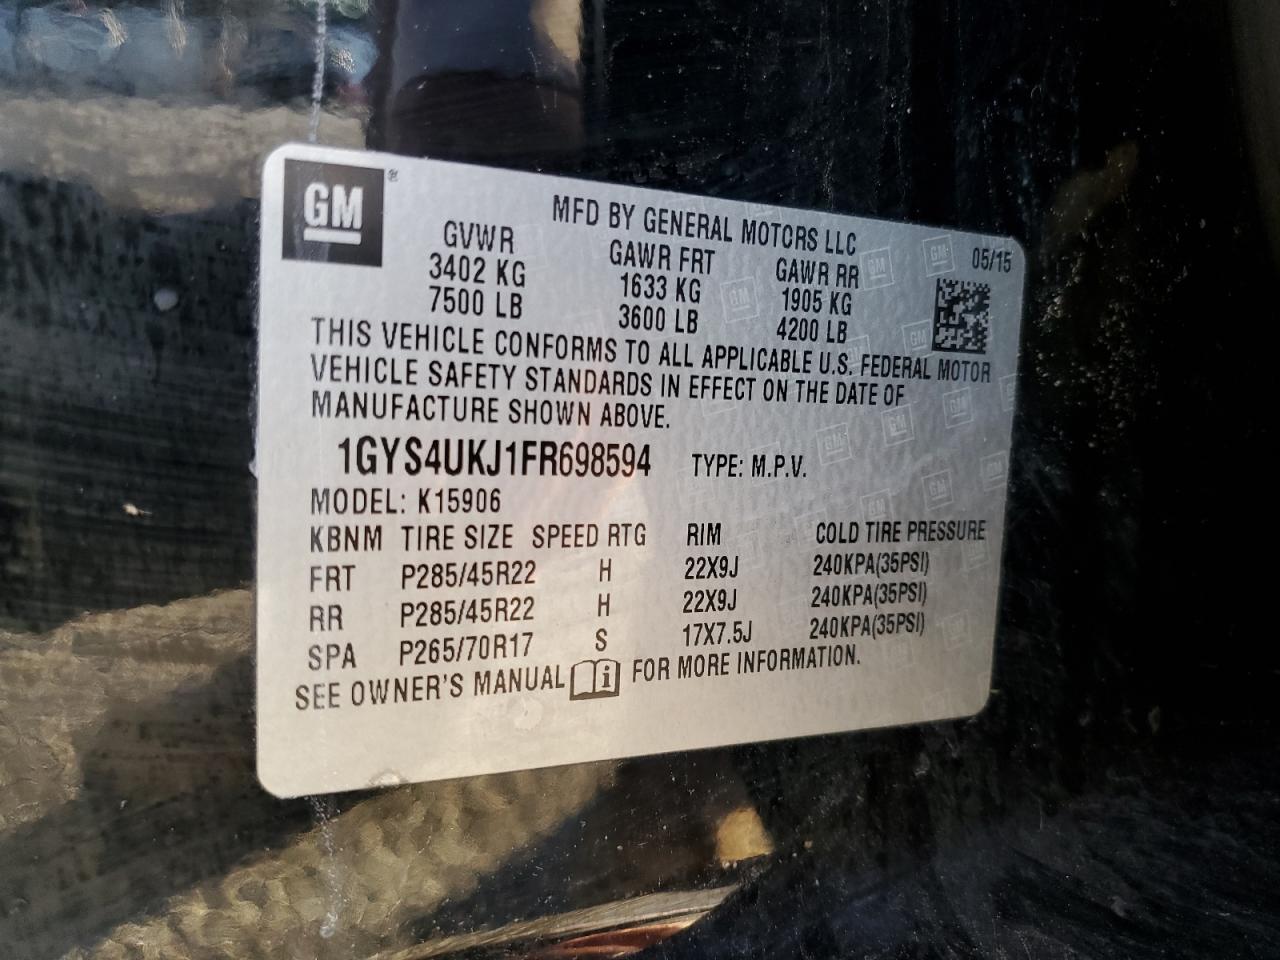 GM®
MFD BY GENERAL MOTORS LLC
05/15
GVWR GAWR FRT GAWR RR
3402 KG 1633 KG 1905 KG
7500 LB 3600 LB 4200 LB
THIS VEHICLE CONFORMS TO ALL APPLICABLE U.S. FEDERAL MOTOR
VEHICLE SAFETY STANDARDS IN EFFECT ON THE DATE OF
MANUFACTURE SHOWN ABOVE.
1GYS4UKJ1FR698594 TYPE: M.P.V.
MODEL: K15906
KBNM TIRE SIZE SPEED RTG RIM COLD TIRE PRESSURE
FRT P285/45R22 H 22X9J 240KPA(35PSI)
RR P285/45R22 H 22X9J 240KPA(35PSI)
SPA P265/70R17 S 17X7.5J 240KPA(35PSI)
SEE OWNER'S MANUAL i FOR MORE INFORMATION.